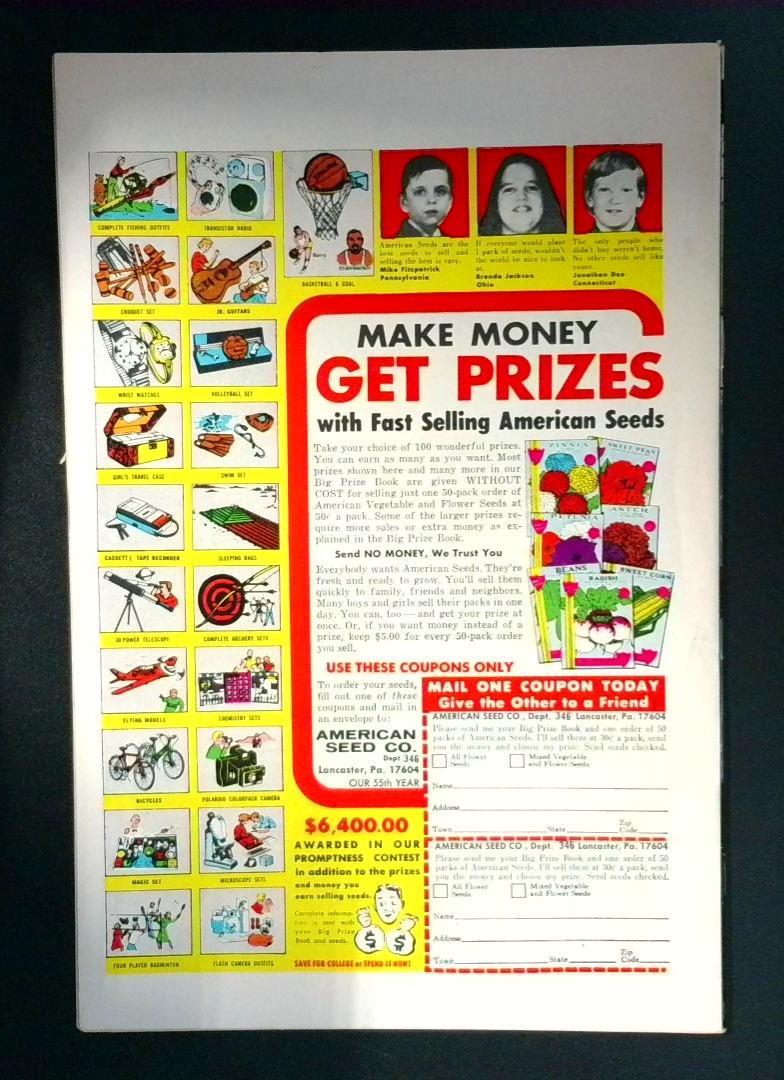 COMPLETE FISHING OUTFITS
TRANSISTOR RADIO
CROQUET SET
JR. GUITARS
WRIST WATCHES
VOLLEYBALL SET
GIRL'S TRAVEL CASE
SWIM SET
CASSETT TAPE RECORDER
SLEEPING BAGS
30 POWER TELESCOPE
COMPLETE ARCHERY SETS
FLYING MODELS
CHEMISTRY SETS
BICYCLES
POLAROID COLORPACK CAMERA
MAGIC SET
MICROSCOPE SETS
FOUR PLAYER BADMINTON
FLASH CAMERA OUTFITS
Barry
Chamberlain
BASKETBALL & GOAL
American Seeds are the
best seeds to sell and
selling the best is easy.
Mike Fitzpatrick
Pennsylvania
If everyone would plant
1 pack of seeds, wouldn't
the world be nice to look
at.
Brenda Jackson
Ohio
The only people who
didn't buy weren't home.
No other seeds sell like
yours.
Jonathan Dae
Connecticut
MAKE MONEY
GET PRIZES
with Fast Selling American Seeds
Take your choice of 100 wonderful prizes.
You can earn as many as you want. Most
prizes shown here and many more in our
Big Prize Book are given WITHOUT
COST for selling just one 50-pack order of
American Vegetable and Flower Seeds at
30¢ a pack. Some of the larger prizes re-
quire more sales or extra money as ex-
plained in the Big Prize Book.
Send NO MONEY, We Trust You
Everybody wants American Seeds. They're
fresh and ready to grow. You'll sell them
quickly to family, friends and neighbors.
Many boys and girls sell their packs in one
day. You can, too — and get your prize at
once. Or, if you want money instead of a
prize, keep $5.00 for every 50-pack order
you sell.
ZINNIA
SWEET PEAS
PETUNIA
ASTER
BEANS
RADISH
SWEET CORN
USE THESE COUPONS ONLY
To order your seeds,
fill out one of these
coupons and mail in
an envelope to:
AMERICAN
SEED CO.
Dept 346
Lancaster, Pa. 17604
OUR 55th YEAR
$6,400.00
AWARDED IN OUR
PROMPTNESS CONTEST
in addition to the prizes
and money you
earn selling seeds.
Complete informa-
tion is sent with
your Big Prize
Book and seeds.
$ $
SAVE FOR COLLEGE or SPEND IT NOW!
MAIL ONE COUPON TODAY
Give the Other to a Friend
AMERICAN SEED CO., Dept. 346 Lancaster, Pa. 17604
Please send me your Big Prize Book and one order of 50
packs of American Seeds. I'll sell them at 30¢ a pack, send
you the money and choose my prize. Send seeds checked.
All Flower
Seeds
Mixed Vegetable
and Flower Seeds
Name
Address
Town State Zip Code
AMERICAN SEED CO., Dept. 346 Lancaster, Pa. 17604
Please send me your Big Prize Book and one order of 50
packs of American Seeds. I'll sell them at 30¢ a pack, send
you the money and choose my prize. Send seeds checked.
All Flower
Seeds
Mixed Vegetable
and Flower Seeds
Name
Address
Town State Zip Code